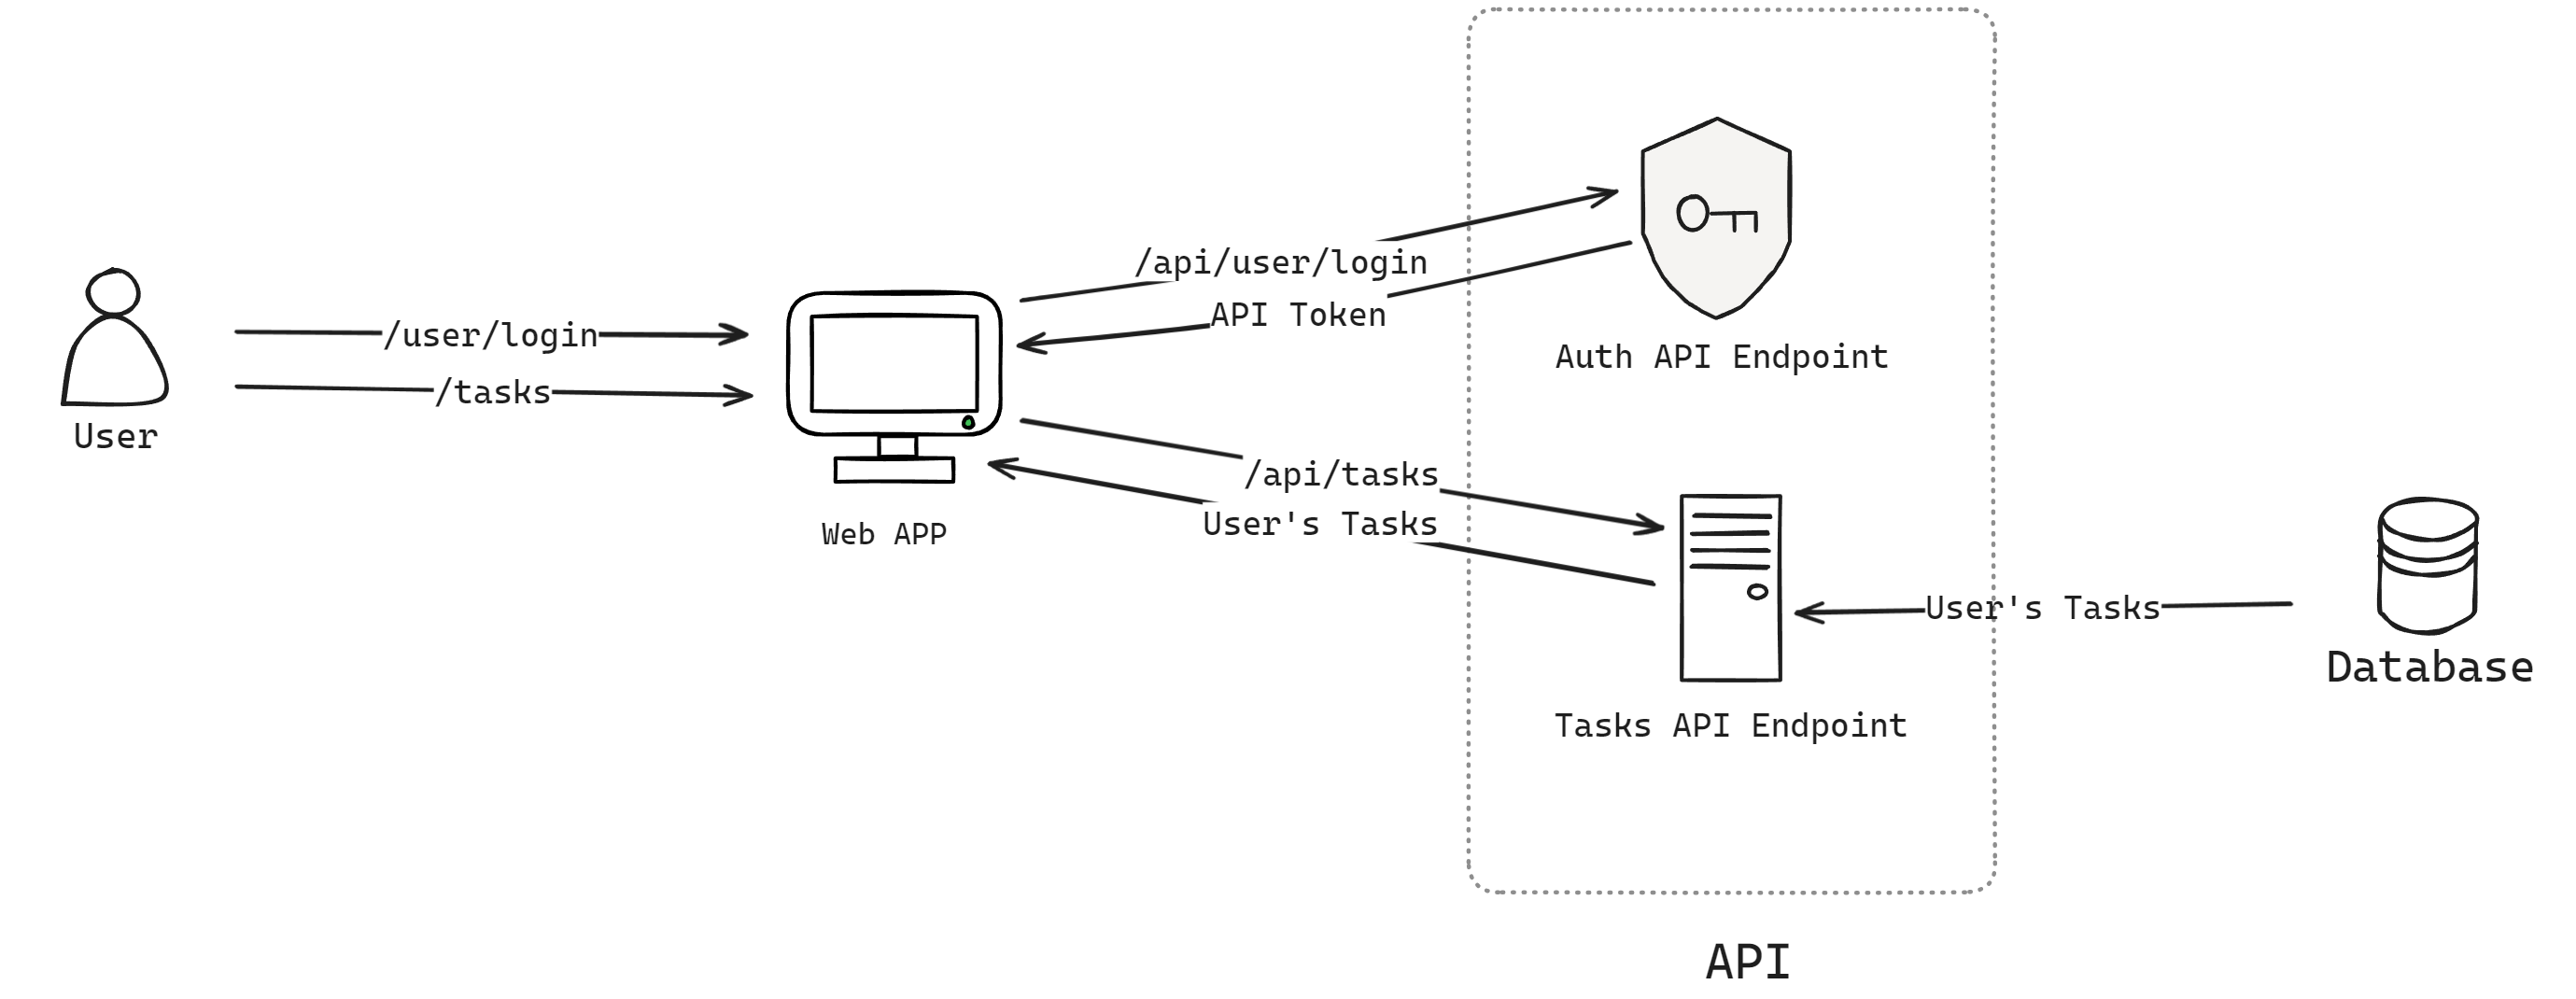 User
/user/login
/tasks
Web APP
/api/user/login
API Token
/api/tasks
User's Tasks
Auth API Endpoint
Tasks API Endpoint
User's Tasks
Database
API